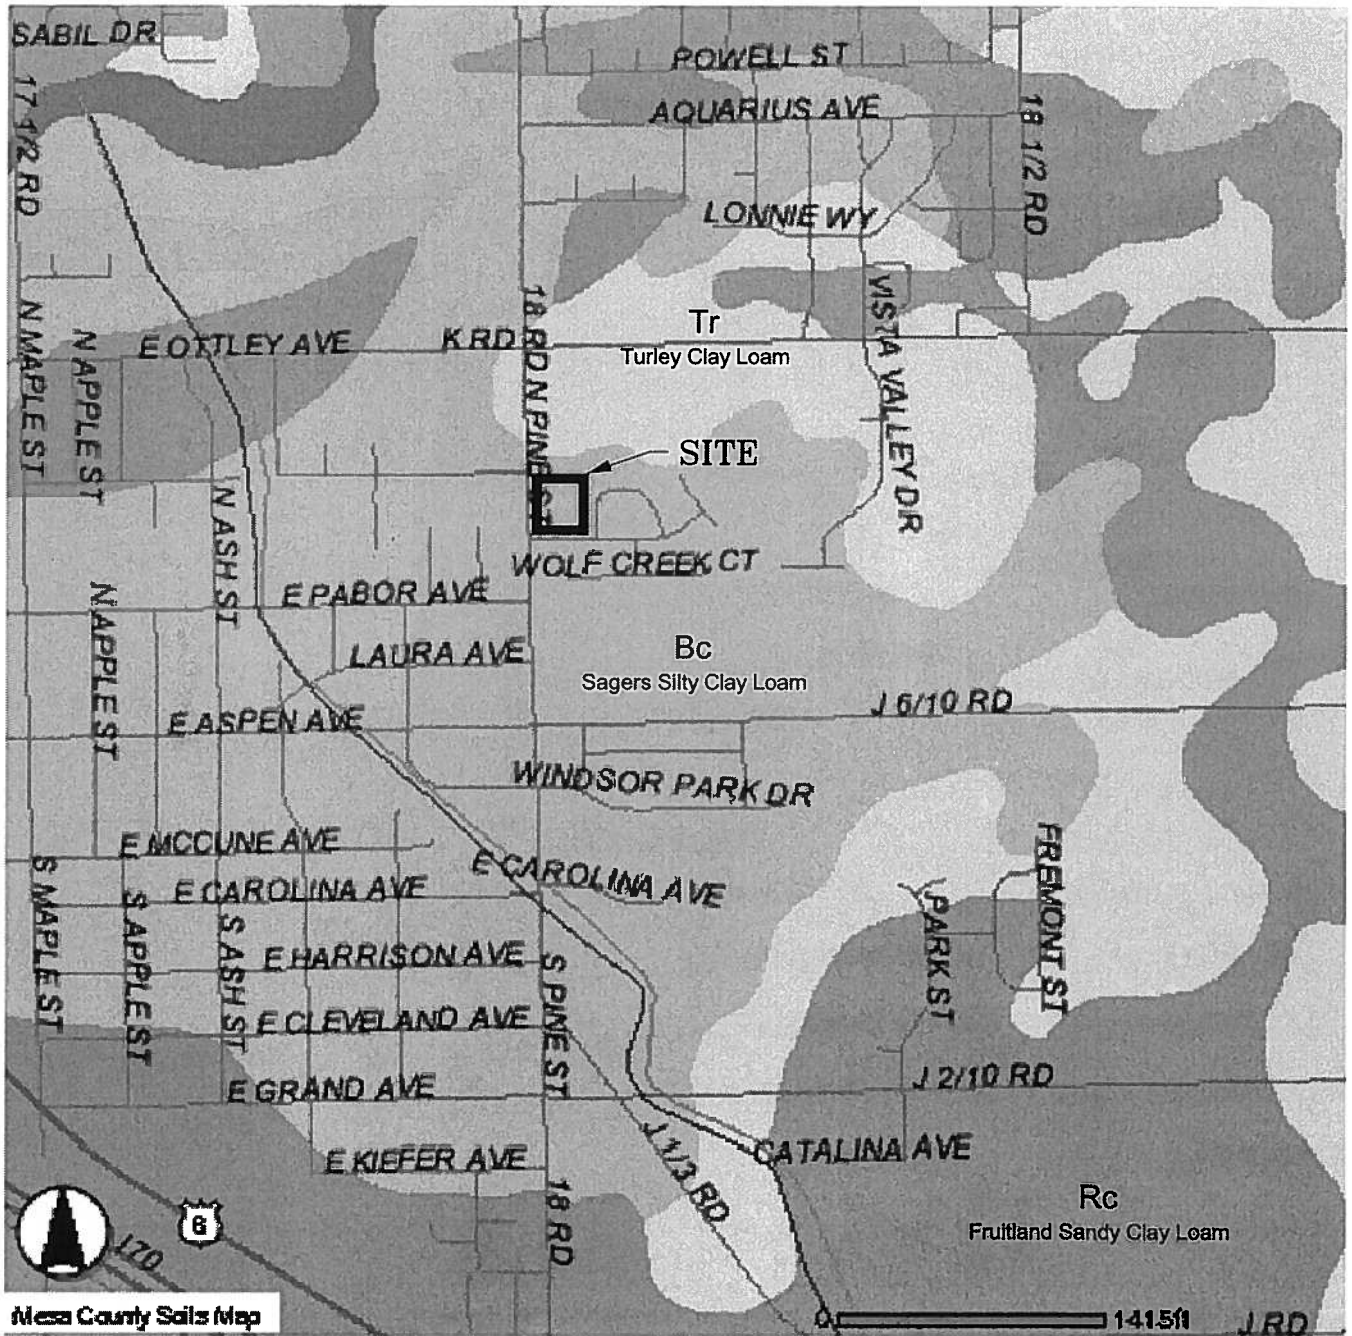 SABIL DR
POWELL ST
AQUARIUS AVE
17 1/2 RD
18 1/2 RD
LONNIE WY
N MAPLE ST
N APPLE ST
E OTTLEY AVE
K RD
18 RD
N PINE ST
Tr
Turley Clay Loam
VISTA VALLEY DR
SITE
N ASH ST
WOLF CREEK CT
E PABOR AVE
N APPLE ST
LAURA AVE
Bc
Sagers Silty Clay Loam
J 6/10 RD
E ASPEN AVE
WINDSOR PARK DR
E MCCUNE AVE
E CAROLINA AVE
E CAROLINA AVE
FREMONT ST
PARK ST
S MAPLE ST
S APPLE ST
S ASH ST
E HARRISON AVE
S PINE ST
E CLEVELAND AVE
E GRAND AVE
J 2/10 RD
E KIEFER AVE
J 1/3 RD
CATALINA AVE
18 RD
Rc
Fruitland Sandy Clay Loam
6
I70
Mesa County Soils Map
0 1415ft
J RD